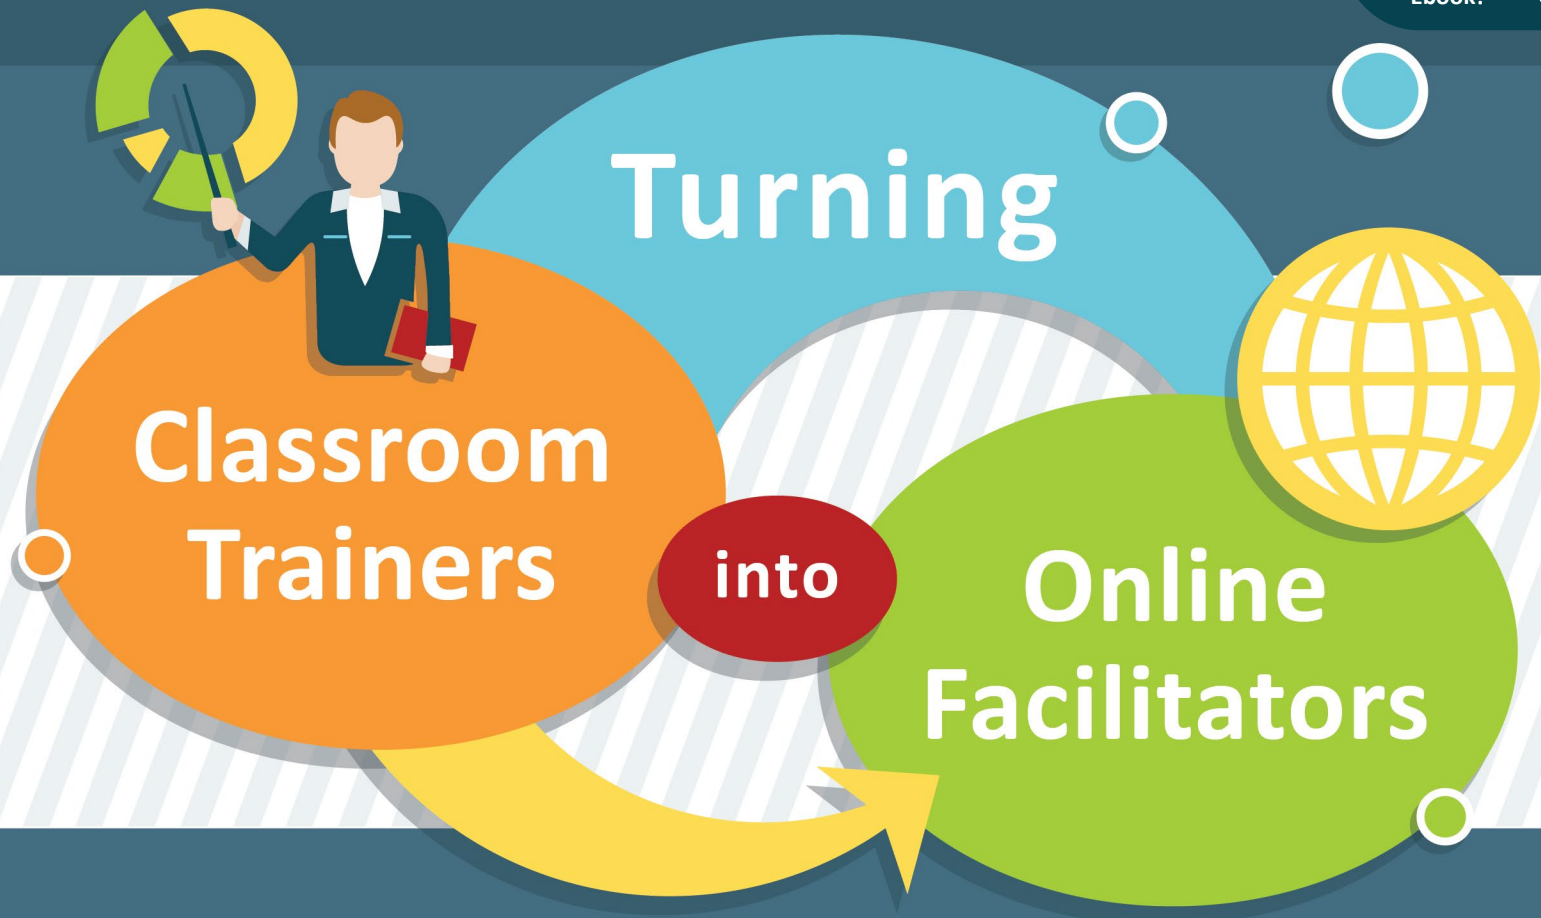 Turning
Classroom
Trainers
into
Online
Facilitators